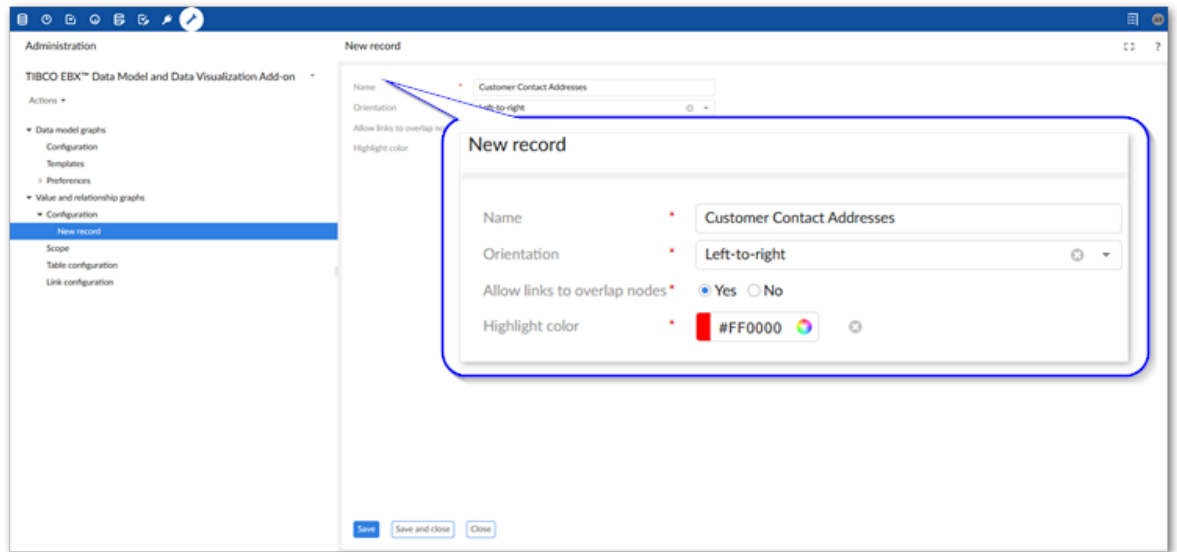 Administration
New record
?
TIBCO EBX™ Data Model and Data Visualization Add-on
Actions
Data model graphs
Configuration
Templates
Preferences
Value and relationship graphs
Configuration
New record
Scope
Table configuration
Link configuration
Name * Customer Contact Addresses
Orientation Left-to-right
Allow links to overlap
Highlight color
New record
Name * Customer Contact Addresses
Orientation * Left-to-right
Allow links to overlap nodes * Yes No
Highlight color * #FF0000
Save Save and close Close